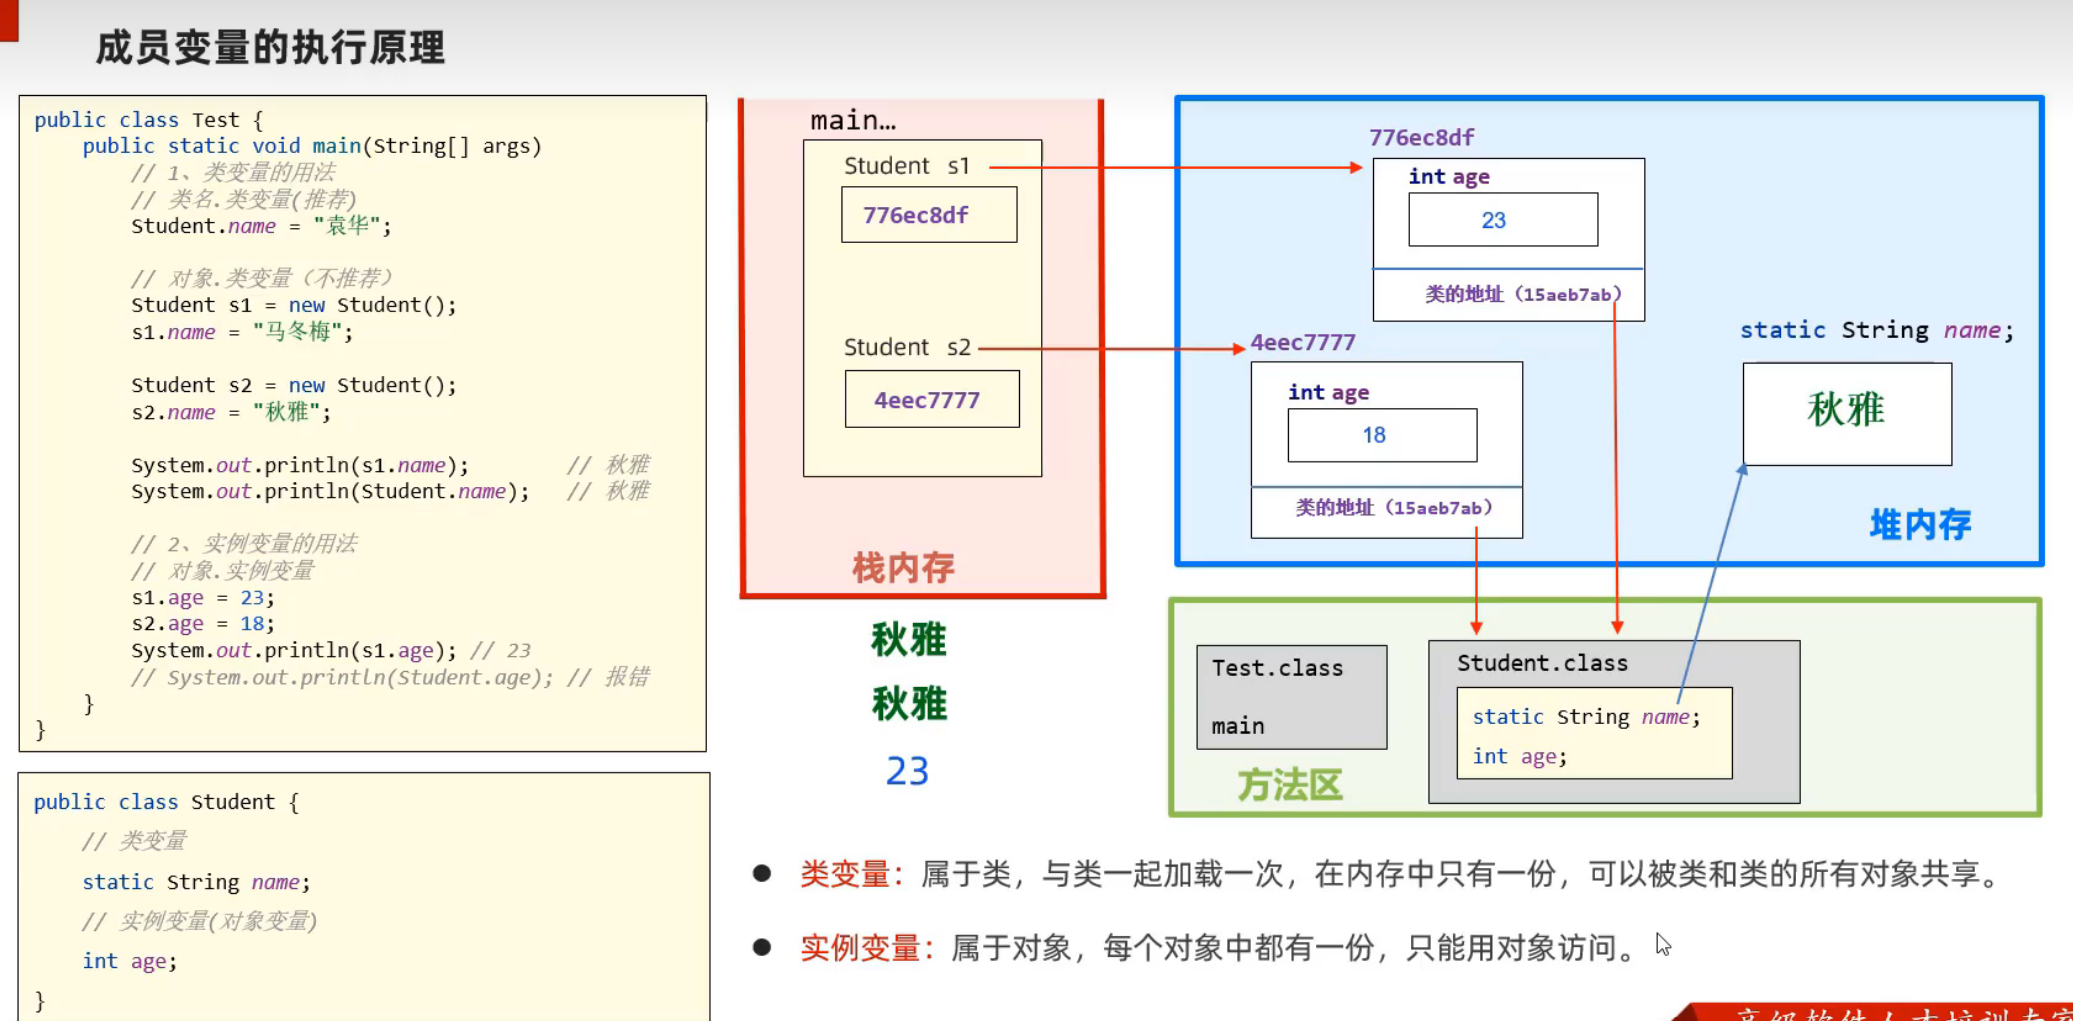 成员变量的执行原理
public class Test {
public static void main(String[] args)
// 1、类变量的用法
// 类名.类变量(推荐)
Student.name = "袁华";
// 对象.类变量（不推荐）
Student s1 = new Student();
s1.name = "马冬梅";
Student s2 = new Student();
s2.name = "秋雅";
System.out.println(s1.name); // 秋雅
System.out.println(Student.name); // 秋雅
// 2、实例变量的用法
// 对象.实例变量
s1.age = 23;
s2.age = 18;
System.out.println(s1.age); // 23
// System.out.println(Student.age); // 报错
}
}
public class Student {
// 类变量
static String name;
// 实例变量(对象变量)
int age;
}
main…
Student s1
776ec8df
Student s2
4eec7777
栈内存
秋雅
秋雅
23
776ec8df
int age
23
类的地址（15aeb7ab）
4eec7777
int age
18
类的地址（15aeb7ab）
static String name;
秋雅
堆内存
Test.class
main
方法区
Student.class
static String name;
int age;
● 类变量：属于类，与类一起加载一次，在内存中只有一份，可以被类和类的所有对象共享。
● 实例变量：属于对象，每个对象中都有一份，只能用对象访问。
高级软件人才培训专家